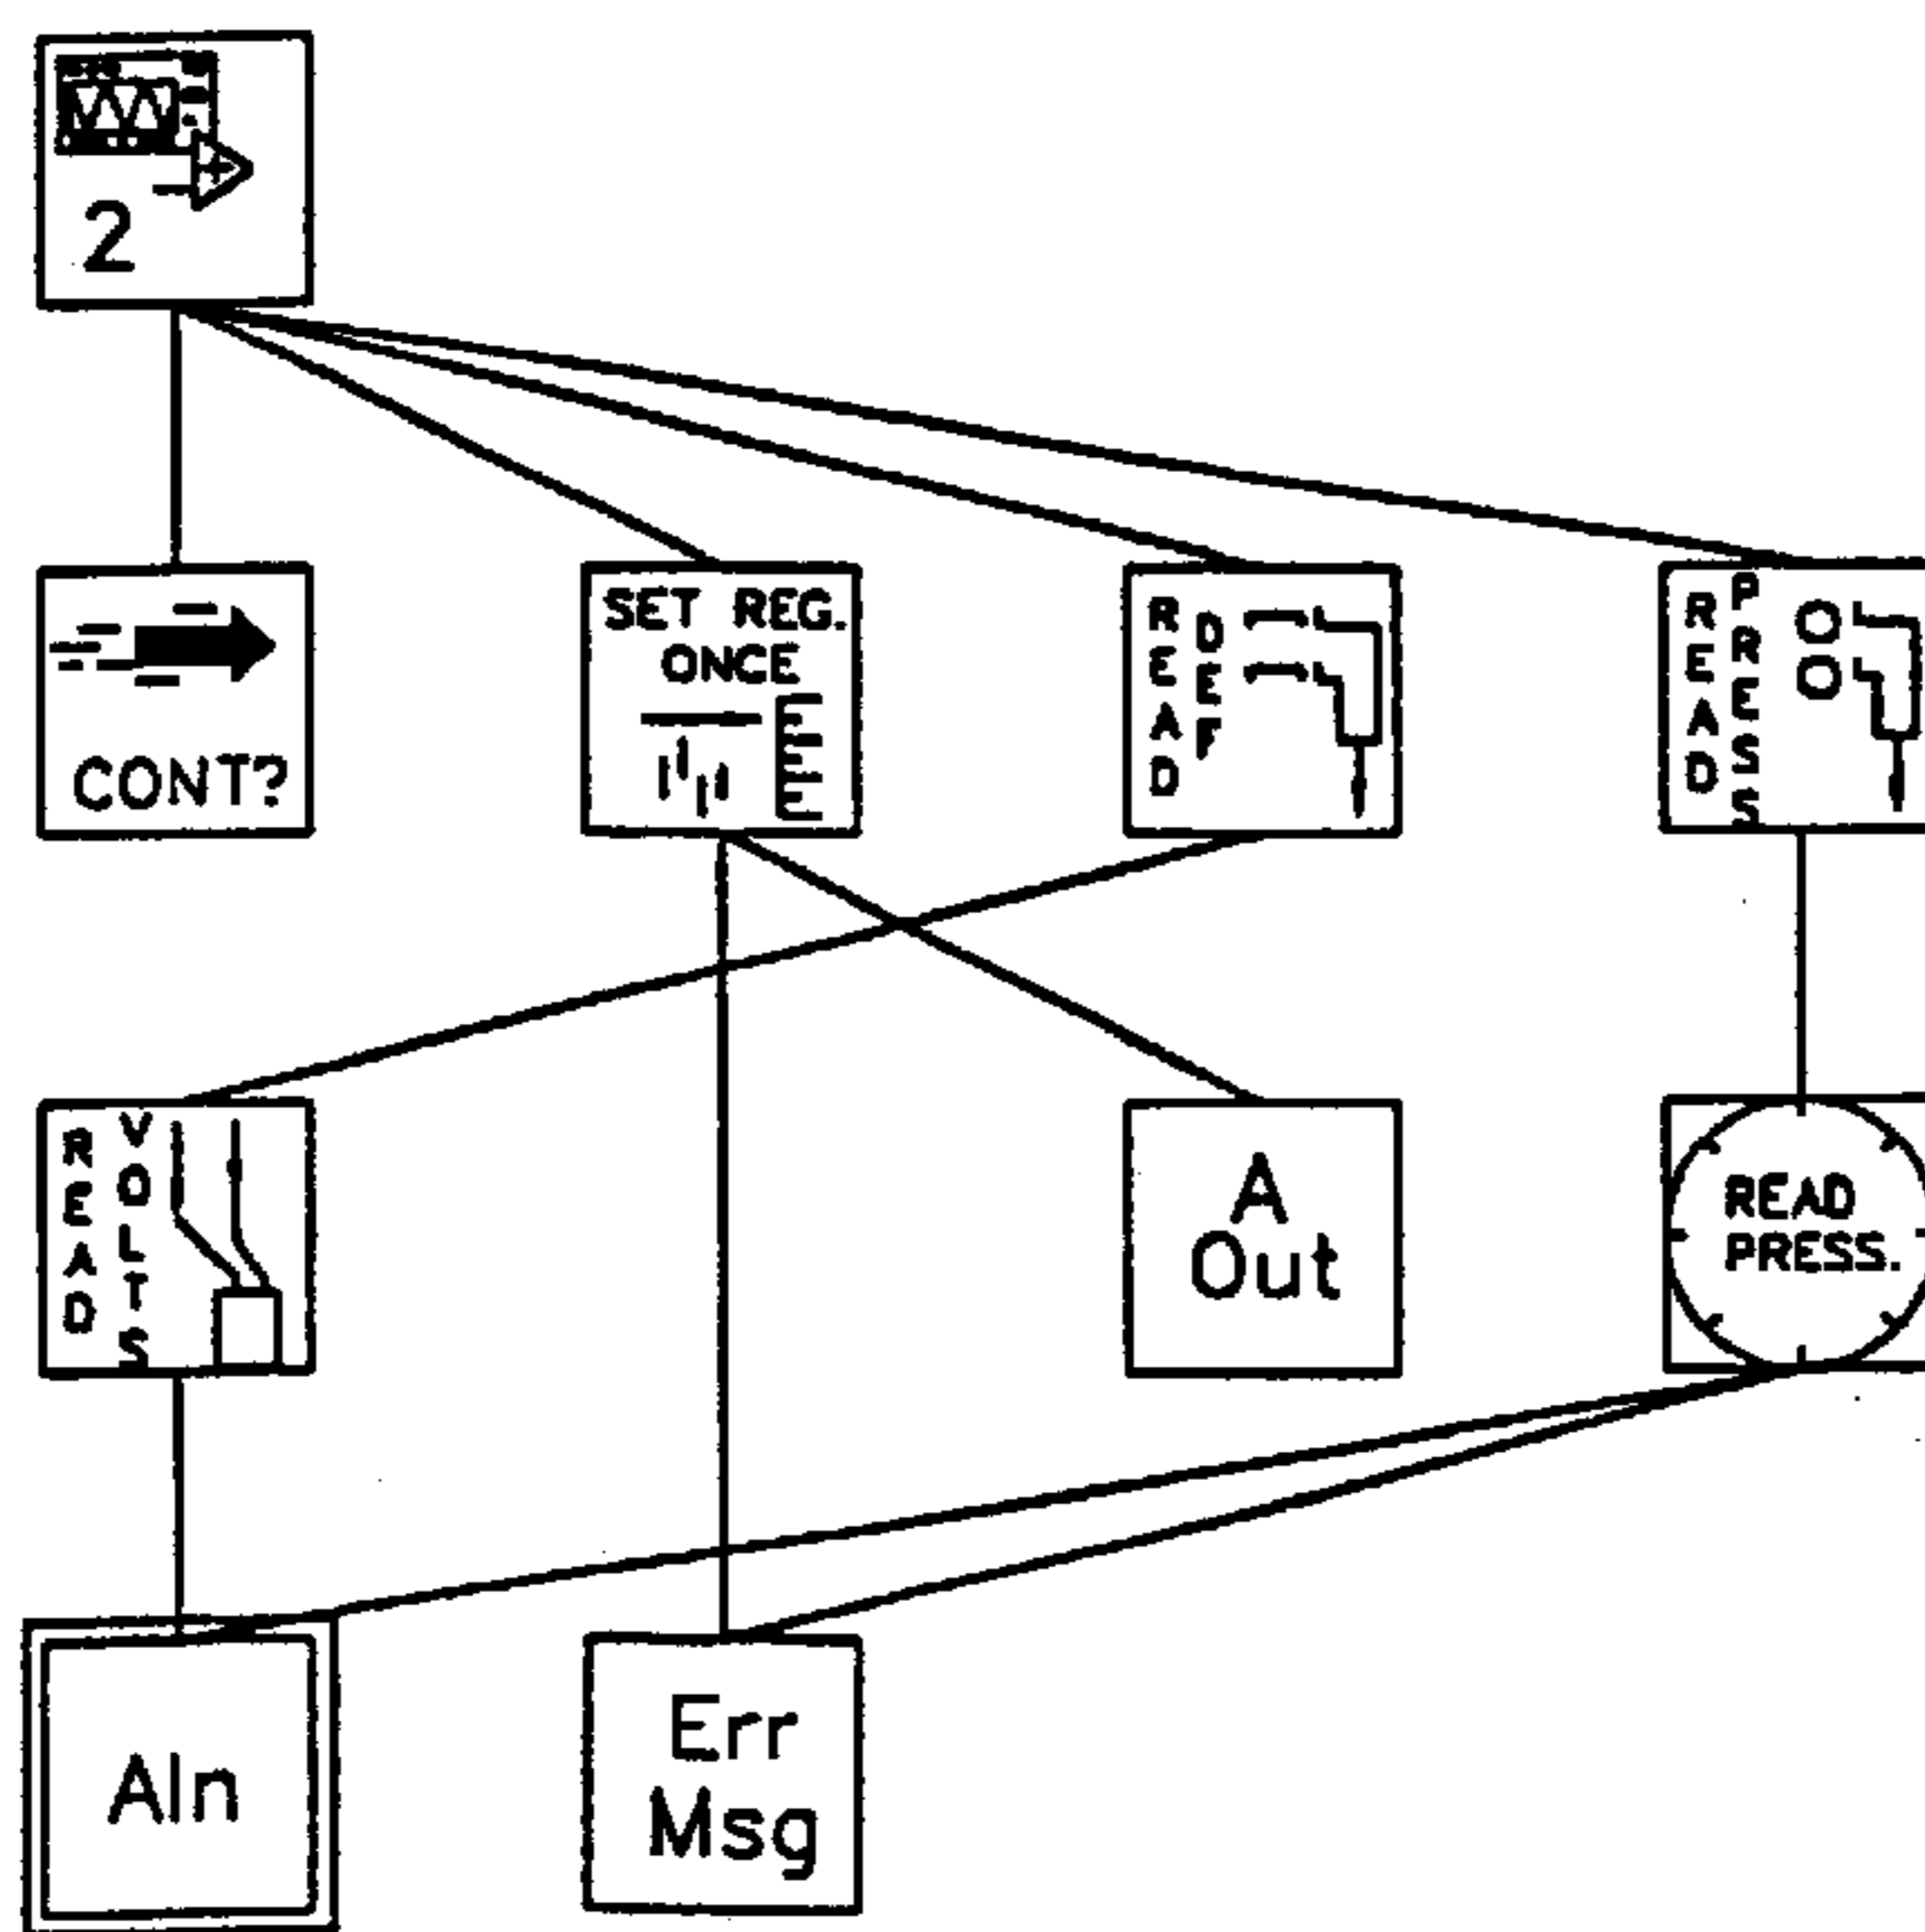 2
CONT?
SET REG.
ONCE
READ
DEF
READ
PRESS
READ
VOLTS
A
Out
READ
PRESS.
AIn
Err
Msg